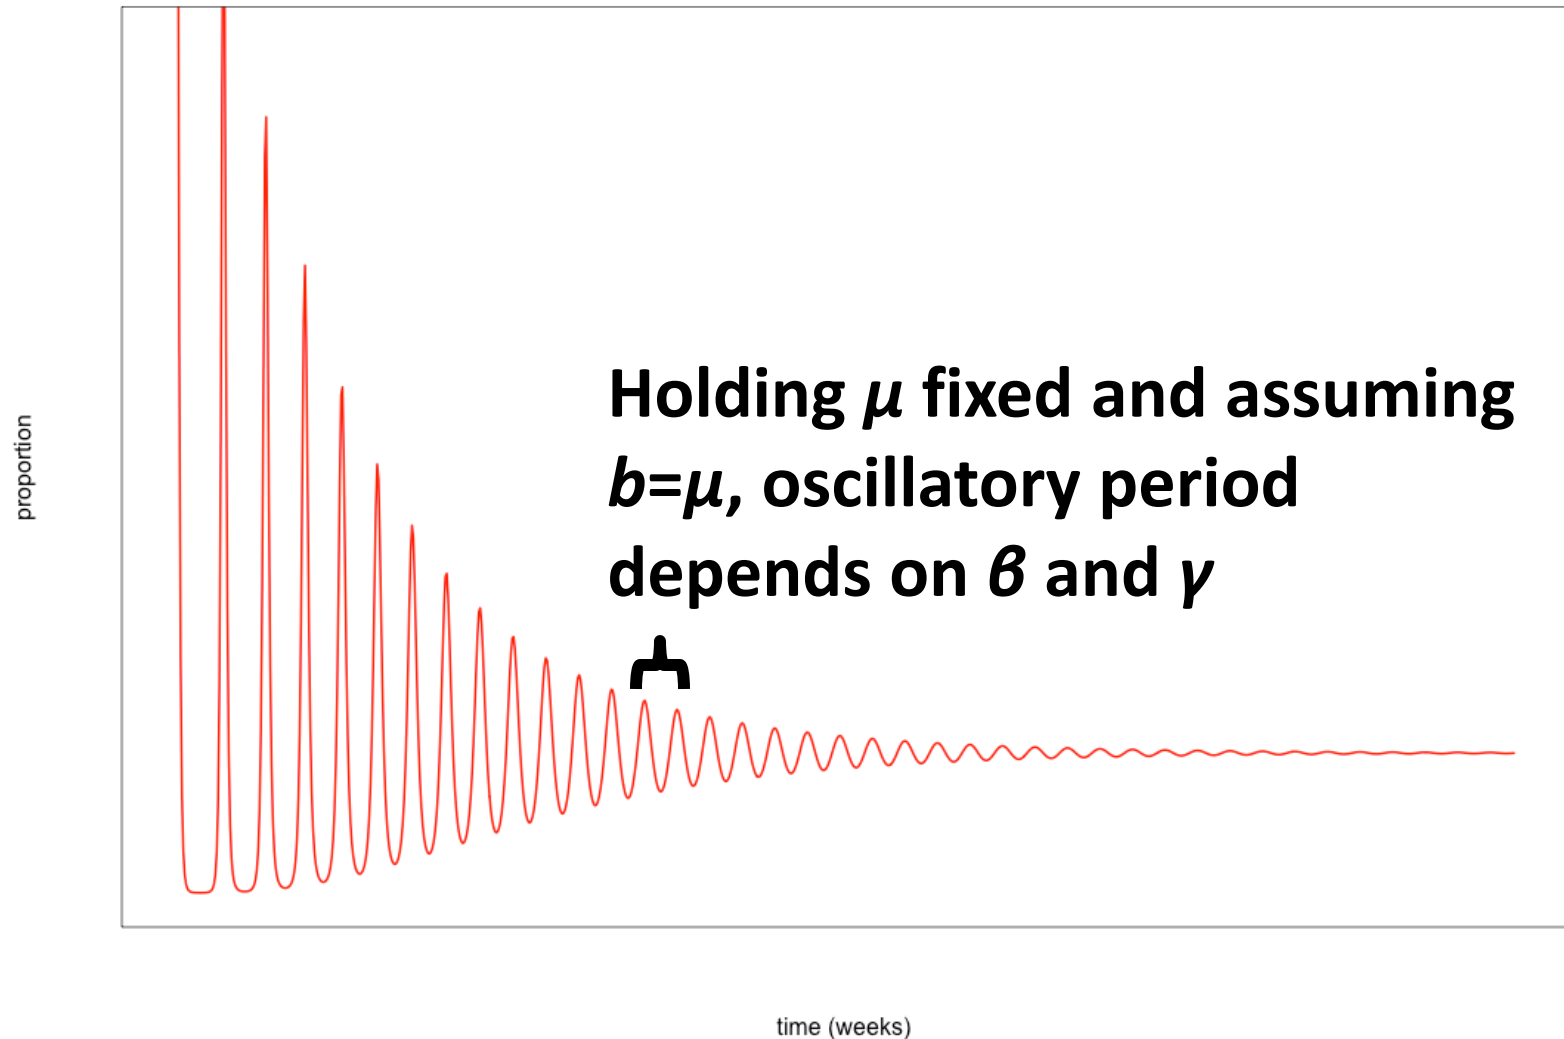 proportion
Holding μ fixed and assuming
b=μ, oscillatory period
depends on β and γ
time (weeks)